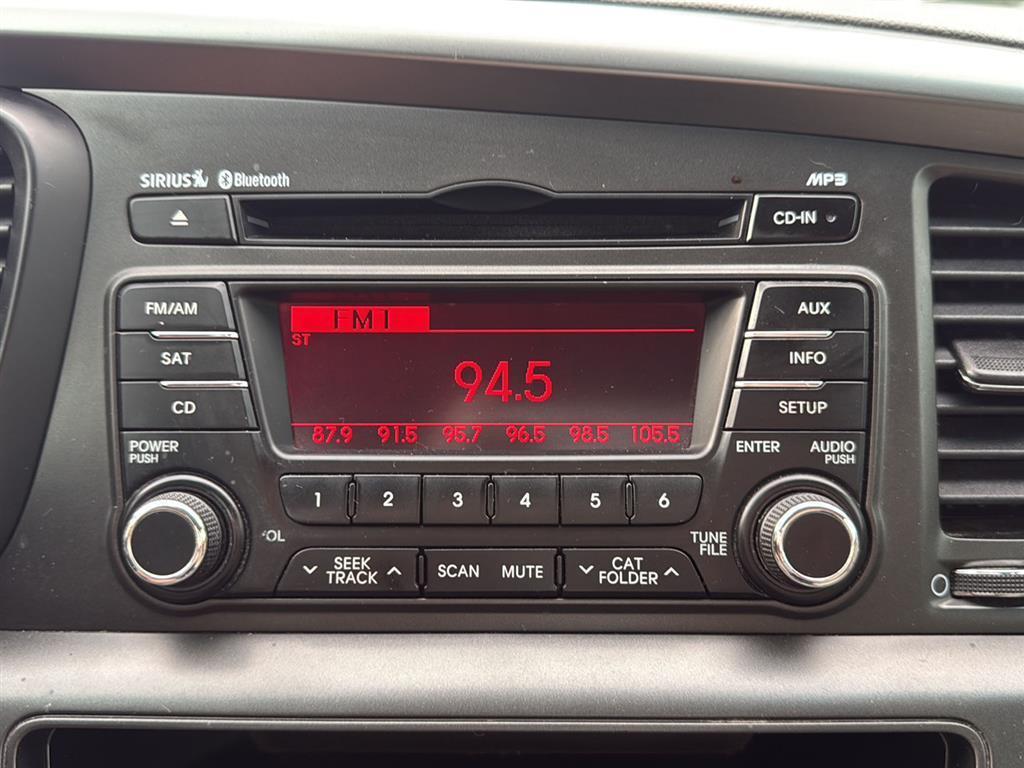 SIRIUS Bluetooth MP3
CD-IN
FM/AM FM1 AUX
ST
SAT INFO
94.5
CD SETUP
87.9 91.5 95.7 96.5 98.5 105.5
POWER
PUSH
ENTER AUDIO
PUSH
1 2 3 4 5 6
OL
TUNE
FILE
SEEK
TRACK
SCAN MUTE
CAT
FOLDER